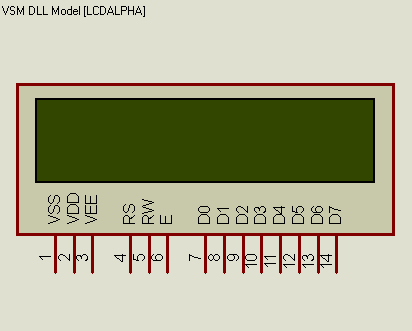 VSM DLL Model [LCDALPHA]
VSS VDD VEE RS RW E D0 D1 D2 D3 D4 D5 D6 D7
1 2 3 4 5 6 7 8 9 10 11 12 13 14